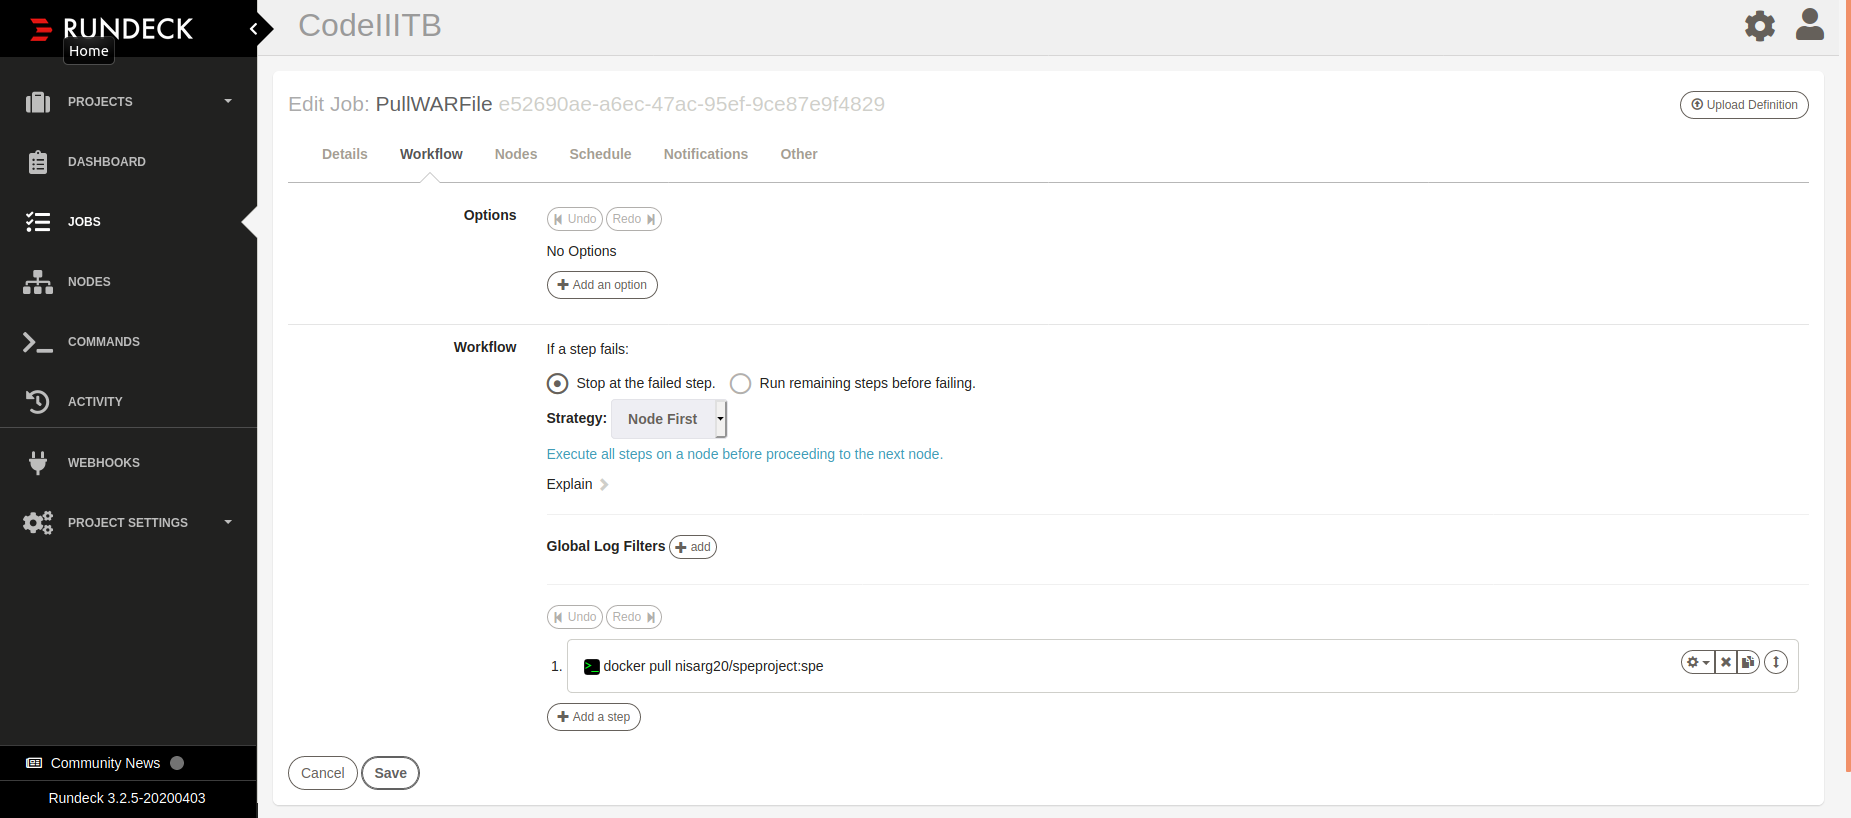 RUNDECK
Home
CodeIIITB
PROJECTS
DASHBOARD
JOBS
NODES
COMMANDS
ACTIVITY
WEBHOOKS
PROJECT SETTINGS
Community News
Rundeck 3.2.5-20200403
Edit Job: PullWARFile e52690ae-a6ec-47ac-95ef-9ce87e9f4829
Upload Definition
Details Workflow Nodes Schedule Notifications Other
Options Undo Redo
No Options
Add an option
Workflow If a step fails:
Stop at the failed step. Run remaining steps before failing.
Strategy: Node First
Execute all steps on a node before proceeding to the next node.
Explain
Global Log Filters add
Undo Redo
1. >_ docker pull nisarg20/speproject:spe
Add a step
Cancel Save